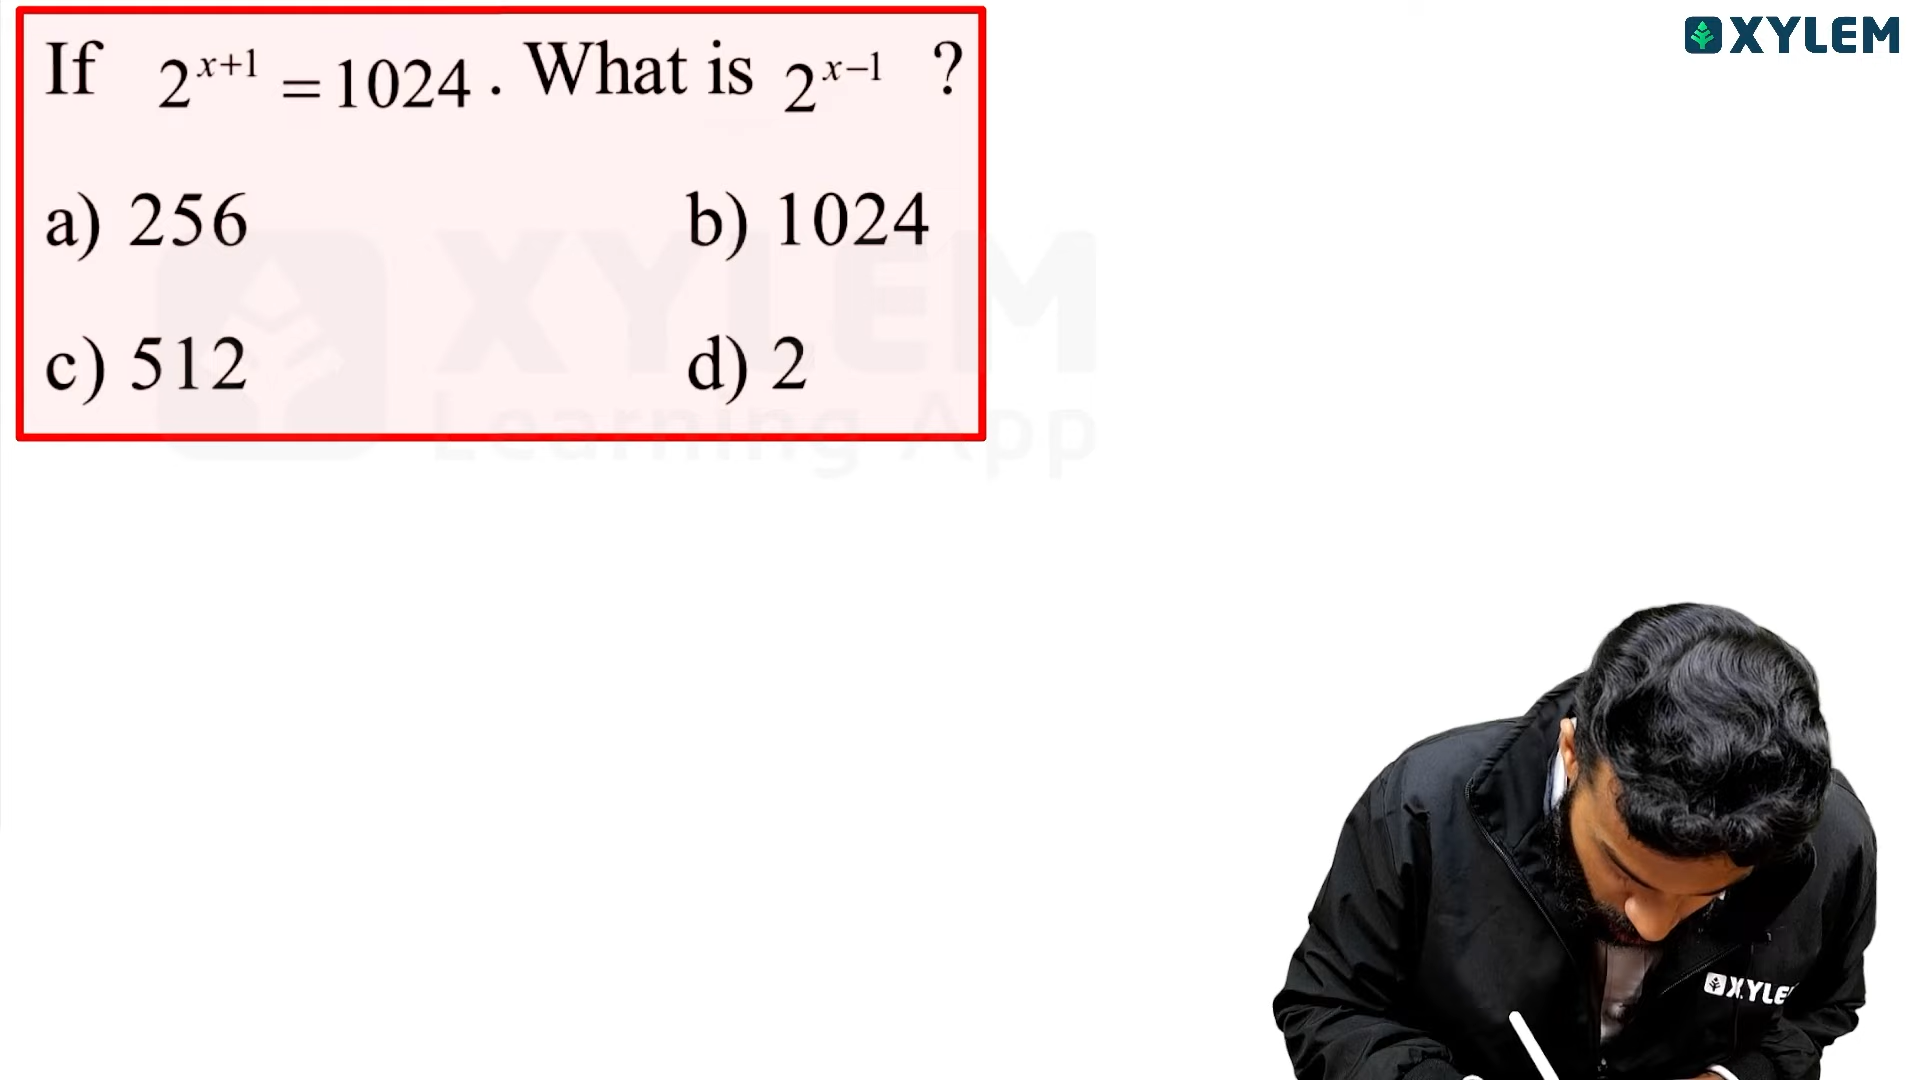 XYLEM
If 2^{x+1} = 1024 . What is 2^{x-1} ?
a) 256 b) 1024
c) 512 d) 2
XYLEM
Learning App
XYLE